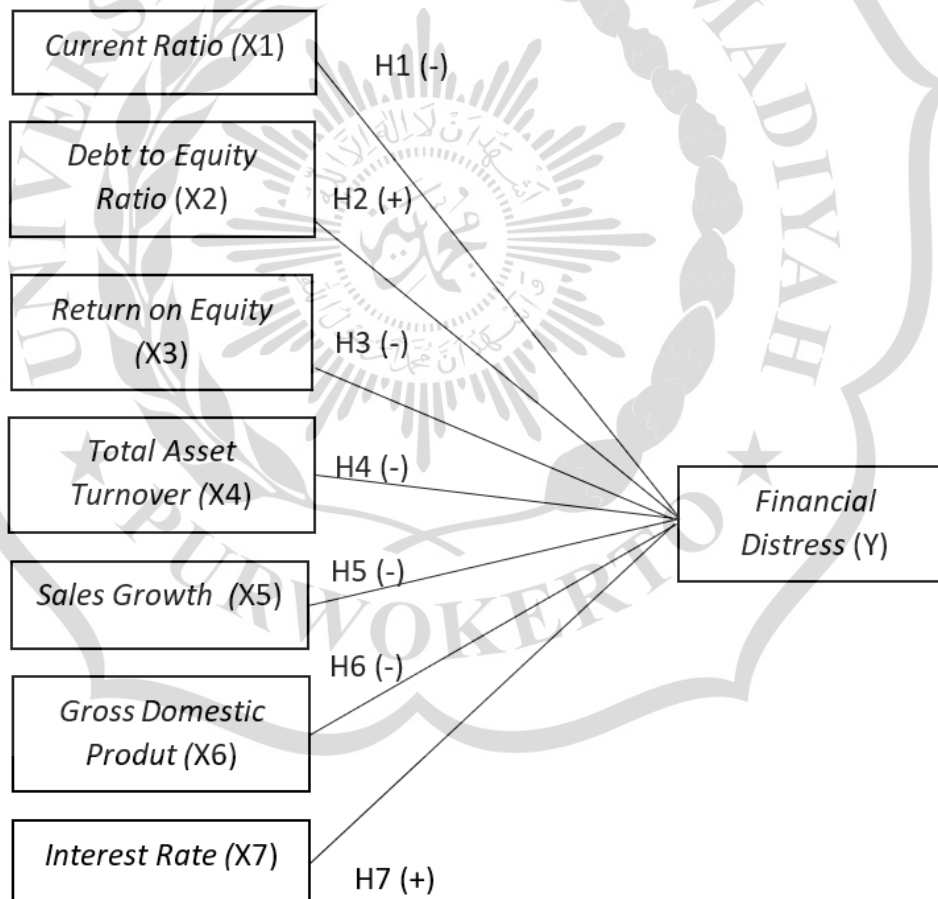 Current Ratio (X1)
H1 (-)
Debt to Equity
Ratio (X2)
H2 (+)
Return on Equity
(X3)
H3 (-)
Total Asset
Turnover (X4)
H4 (-)
Sales Growth (X5)
H5 (-)
Gross Domestic
Produt (X6)
H6 (-)
Interest Rate (X7)
H7 (+)
Financial
Distress (Y)
PURWOKERTO